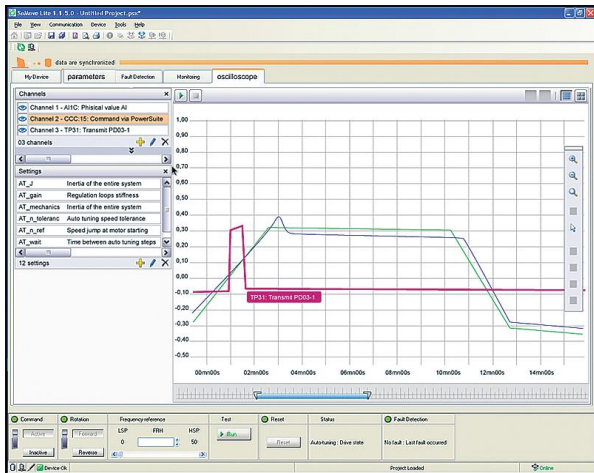 SoWave Lite 1.1.5.0 - Untitled Project.psx*
File View Communication Device Tools Help
data are synchronized
My Device parameters Fault Detection Monitoring oscilloscope
Channels
Channel 1 - AI1C: Phisical value AI
Channel 2 - CCC:15: Command via PowerSuite
Channel 3 - TP31: Transmit PD03-1
03 channels
Settings
AT_J Inertia of the entire system
AT_gain Regulation loops stiffness
AT_mechanics Inertia of the entire system
AT_n_toleranc Auto tuning speed tolerance
AT_n_ref Speed jump at motor starting
AT_wait Time between auto tuning steps
12 settings
1,00
0,90
0,80
0,70
0,60
0,50
0,40
0,30
0,20
0,10
0,00
-0,10
-0,30
-0,40
-0,50
TP31: Transmit PD03-1
00mn00s 02mn00s 04mn00s 06mn00s 08mn00s 10mn00s 12mn00s 14mn00s
Command Rotation Frequency reference Test Reset Status Fault Detection
LSP FRH HSP
Active Forward 0 50 Run Reset Auto-tuning : Drive state No fault : Last fault occurred
Inactive Reverse
Device Ok Project Loaded Online